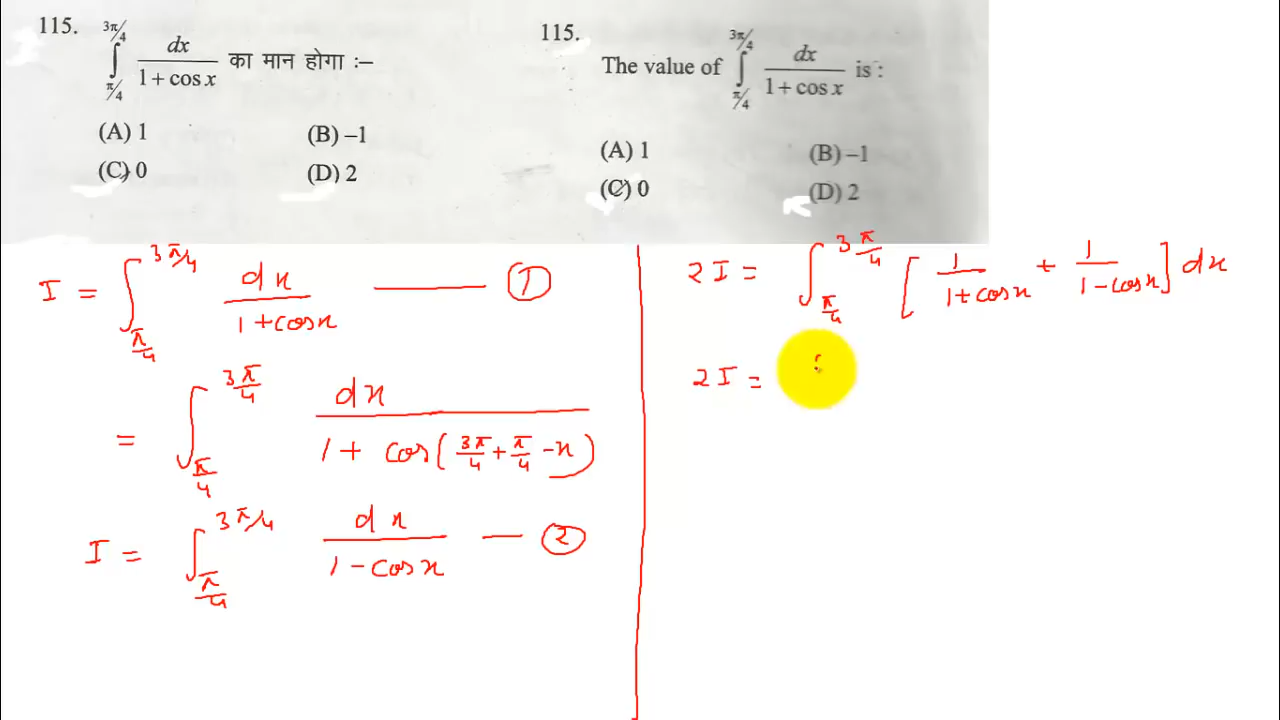 115. ∫_{π/4}^{3π/4} dx/(1 + cos x) का मान होगा :–
(A) 1 (B) –1
(C) 0 (D) 2
115. The value of ∫_{π/4}^{3π/4} dx/(1 + cos x) is :
(A) 1 (B) –1
(C) 0 (D) 2
I = ∫_{π/4}^{3π/4} dx/(1 + cos x) —— ①
= ∫_{π/4}^{3π/4} dx/(1 + cos(3π/4 + π/4 - x))
I = ∫_{π/4}^{3π/4} dx/(1 - cos x) — ②
2I = ∫_{π/4}^{3π/4} [1/(1 + cos x) + 1/(1 - cos x)] dx
2I =